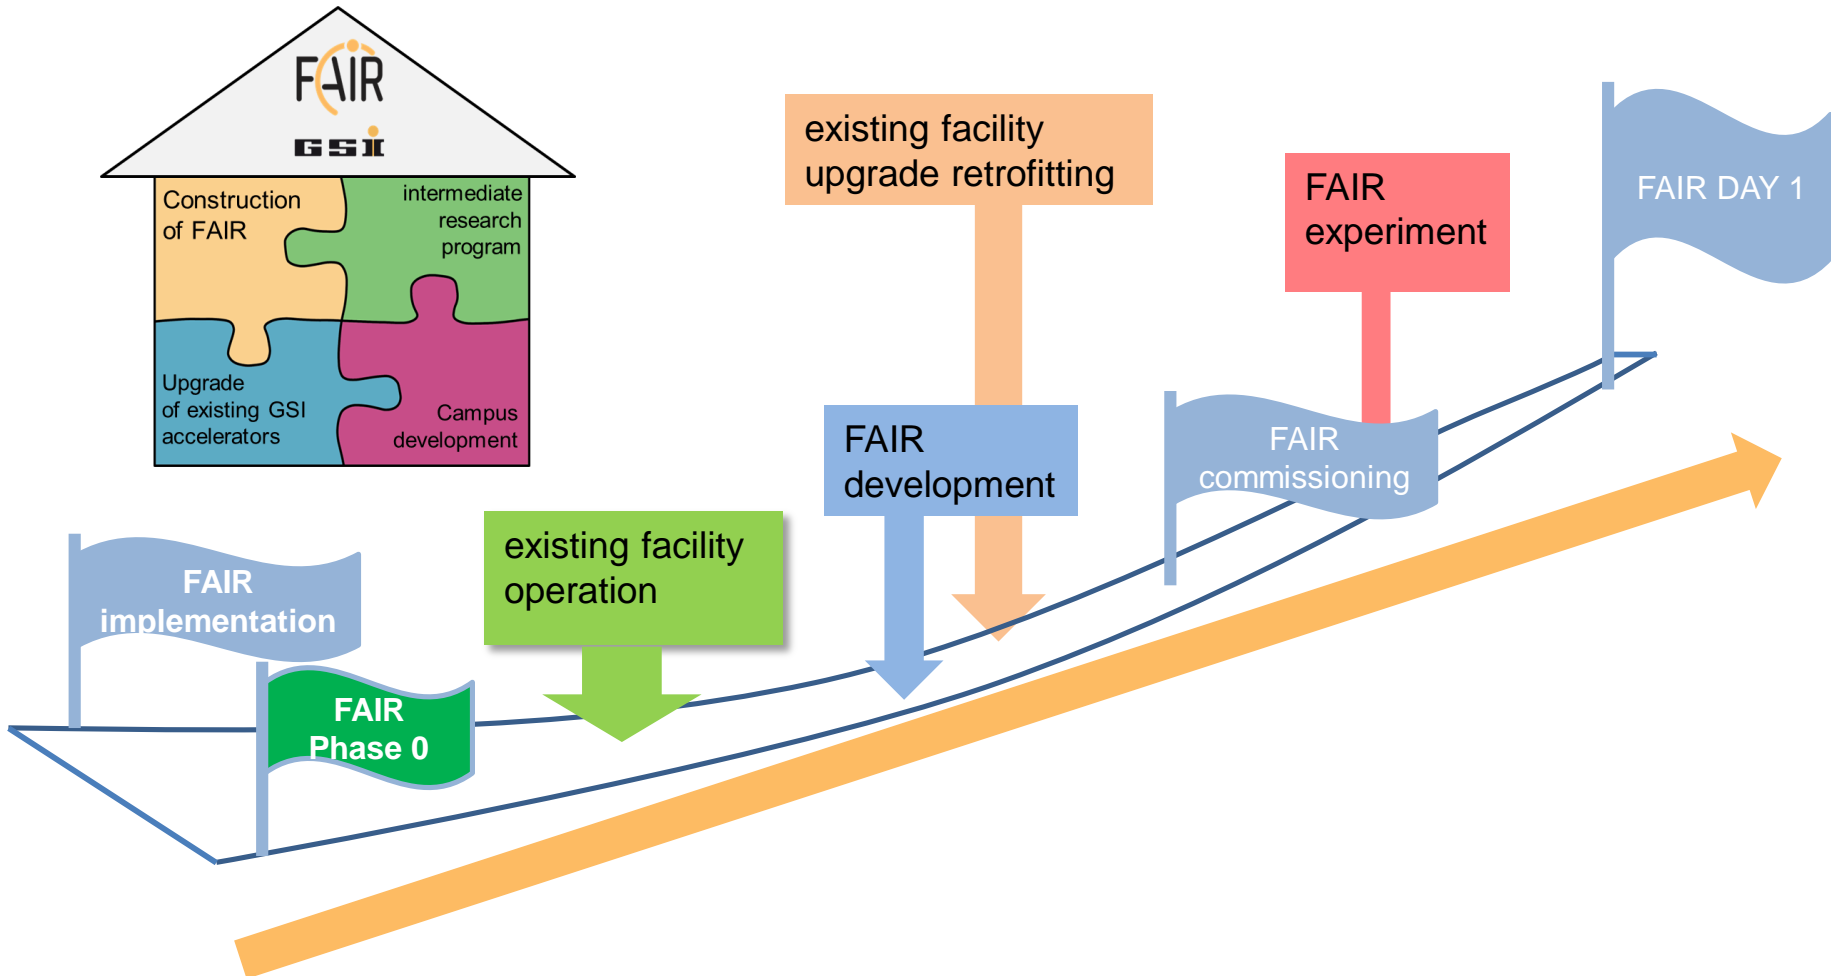 FAIR
GSI
Construction
of FAIR
intermediate
research
program
Upgrade
of existing GSI
accelerators
Campus
development
existing facility
upgrade retrofitting
FAIR
experiment
FAIR DAY 1
FAIR
development
FAIR
commissioning
existing facility
operation
FAIR
implementation
FAIR
Phase 0